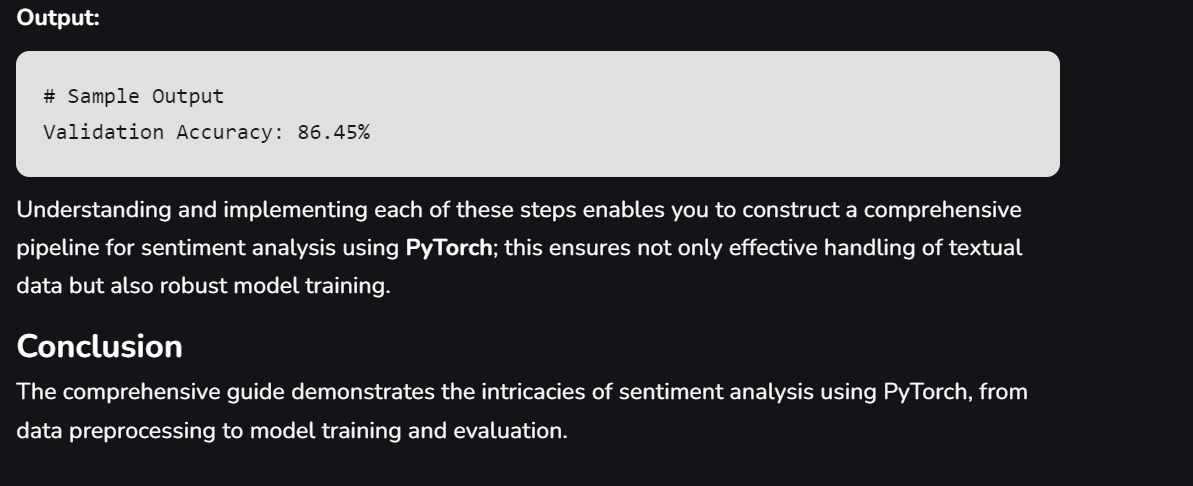 Output:
# Sample Output
Validation Accuracy: 86.45%
Understanding and implementing each of these steps enables you to construct a comprehensive
pipeline for sentiment analysis using PyTorch; this ensures not only effective handling of textual
data but also robust model training.
Conclusion
The comprehensive guide demonstrates the intricacies of sentiment analysis using PyTorch, from
data preprocessing to model training and evaluation.